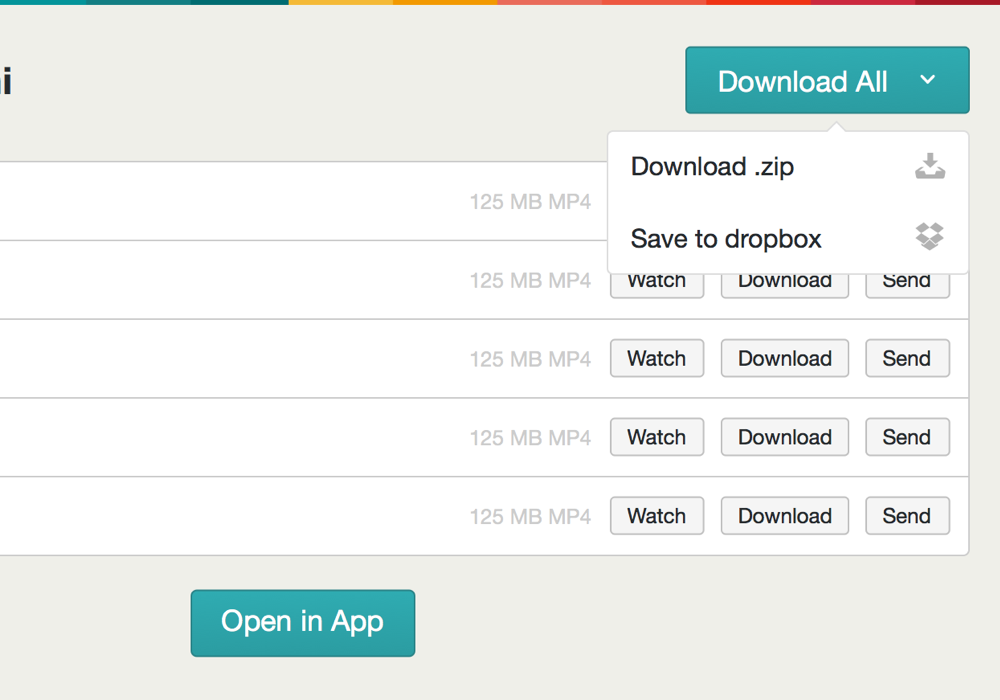 i
Download All
Download .zip
Save to dropbox
125 MB MP4
125 MB MP4 Watch Download Send
125 MB MP4 Watch Download Send
125 MB MP4 Watch Download Send
125 MB MP4 Watch Download Send
Open in App